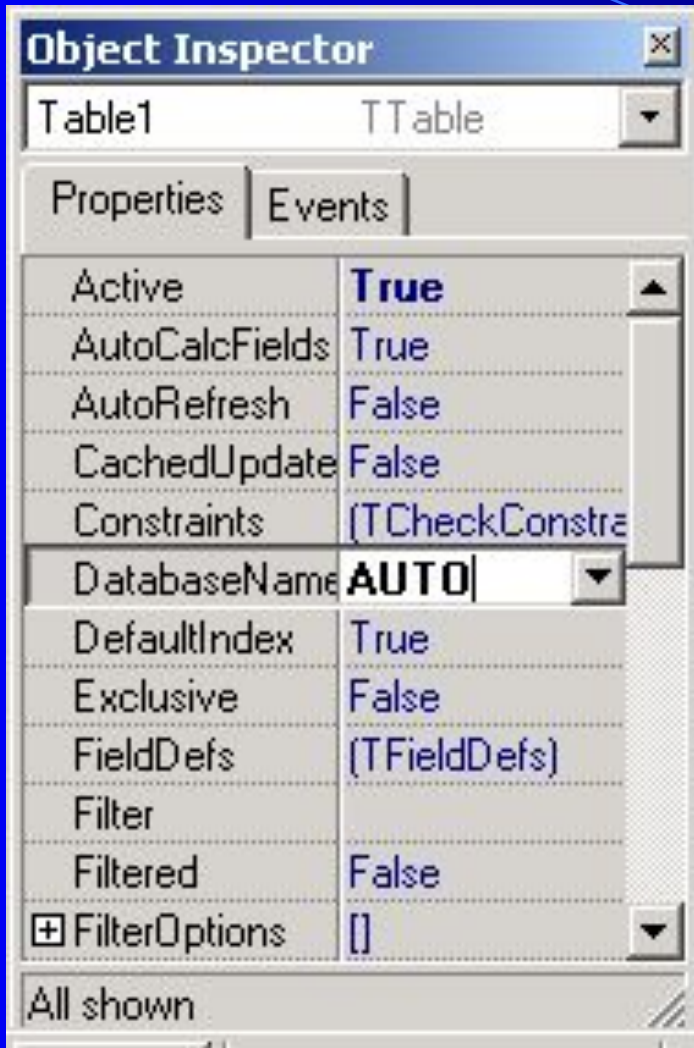 Object Inspector
Table1 TTable
Properties Events
Active True
AutoCalcFields True
AutoRefresh False
CachedUpdate False
Constraints (TCheckConstra
DatabaseName AUTO
DefaultIndex True
Exclusive False
FieldDefs (TFieldDefs)
Filter
Filtered False
FilterOptions []
All shown